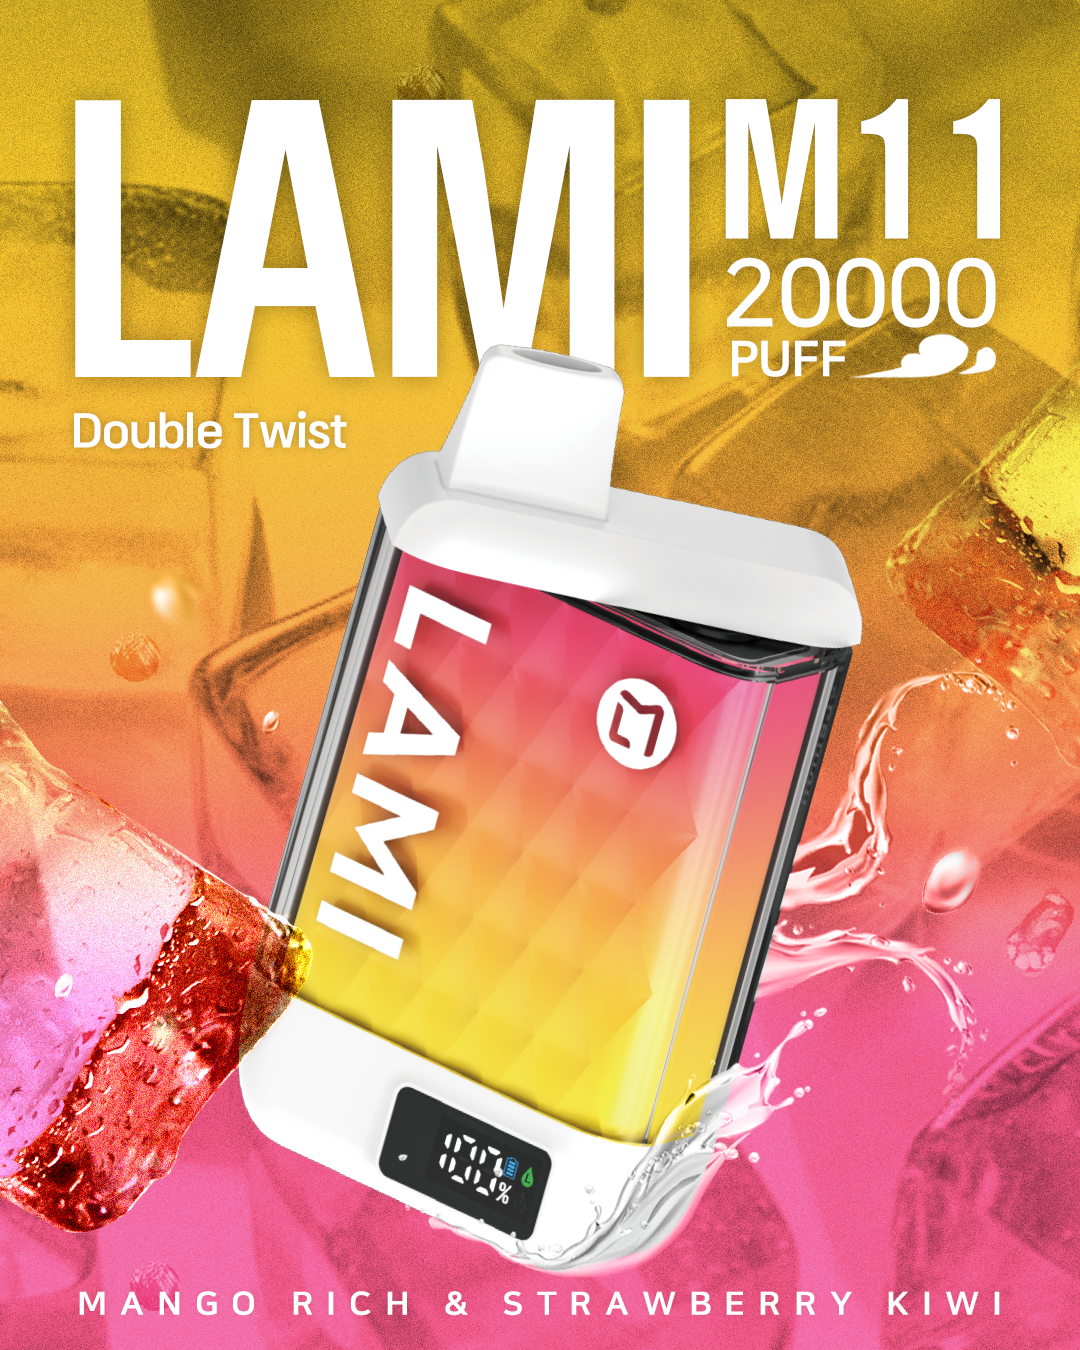 LAMI M11
20000
PUFF
Double Twist
LAMI
MANGO RICH & STRAWBERRY KIWI